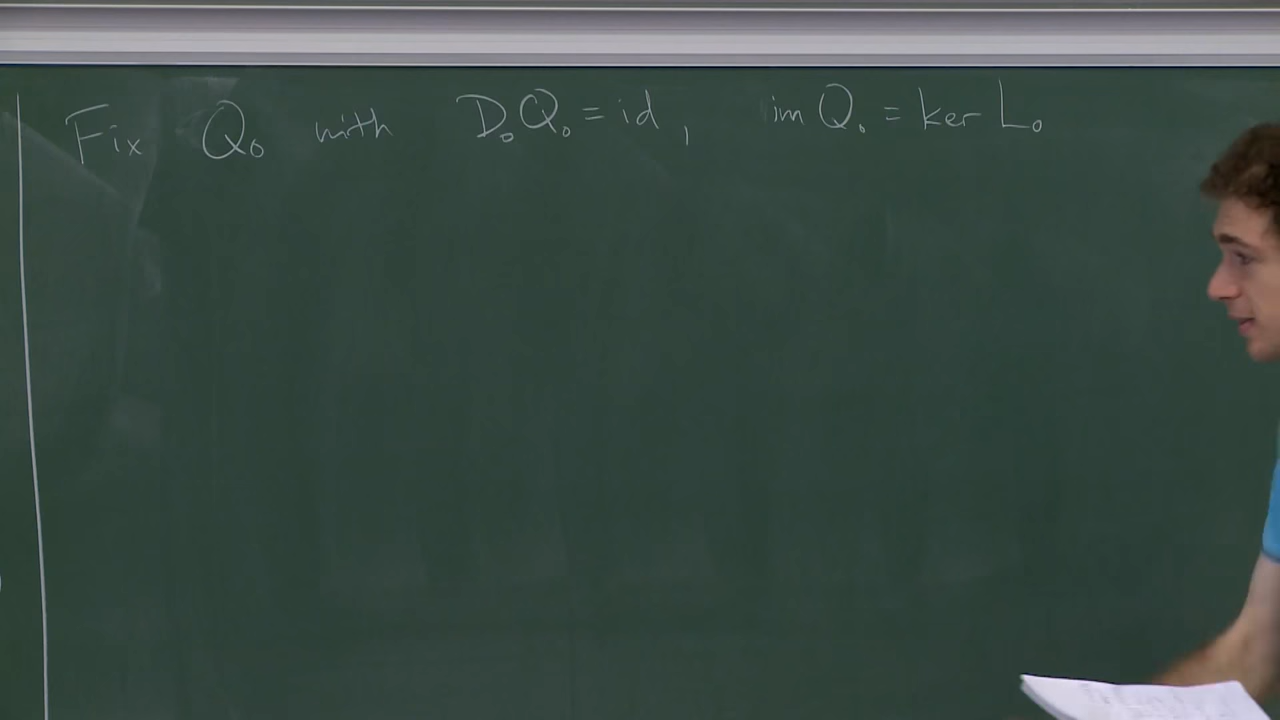 Fix Q₀ with D₀Q₀ = id, im Q₀ = ker L₀